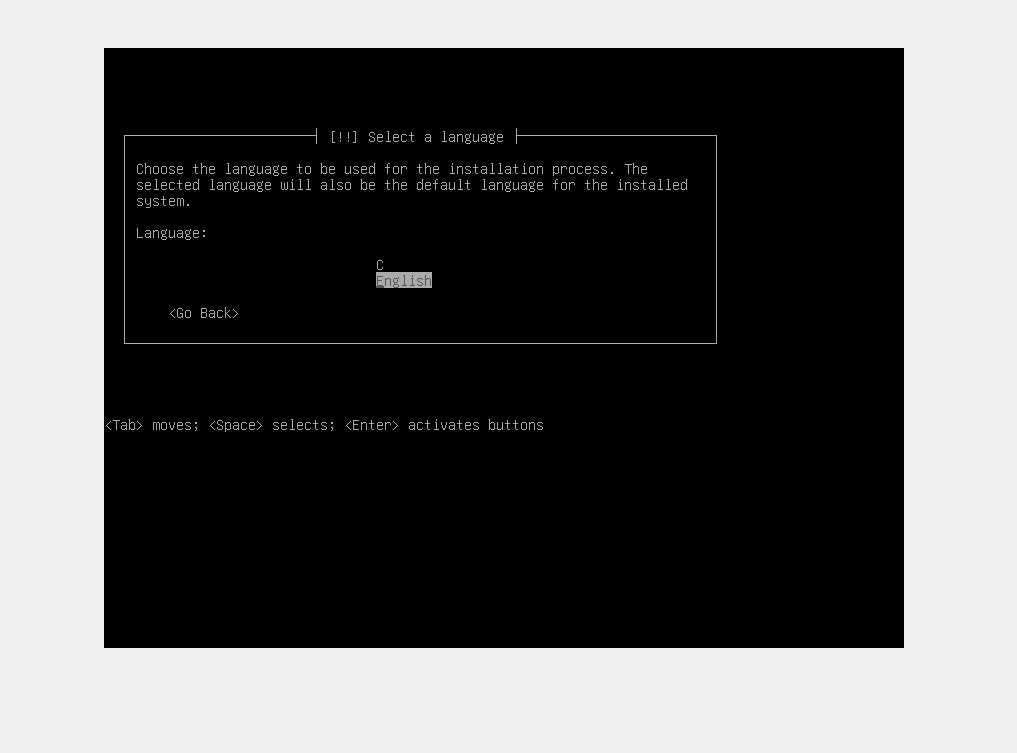 [!!] Select a language
Choose the language to be used for the installation process. The
selected language will also be the default language for the installed
system.
Language:
C
English
<Go Back>
<Tab> moves; <Space> selects; <Enter> activates buttons